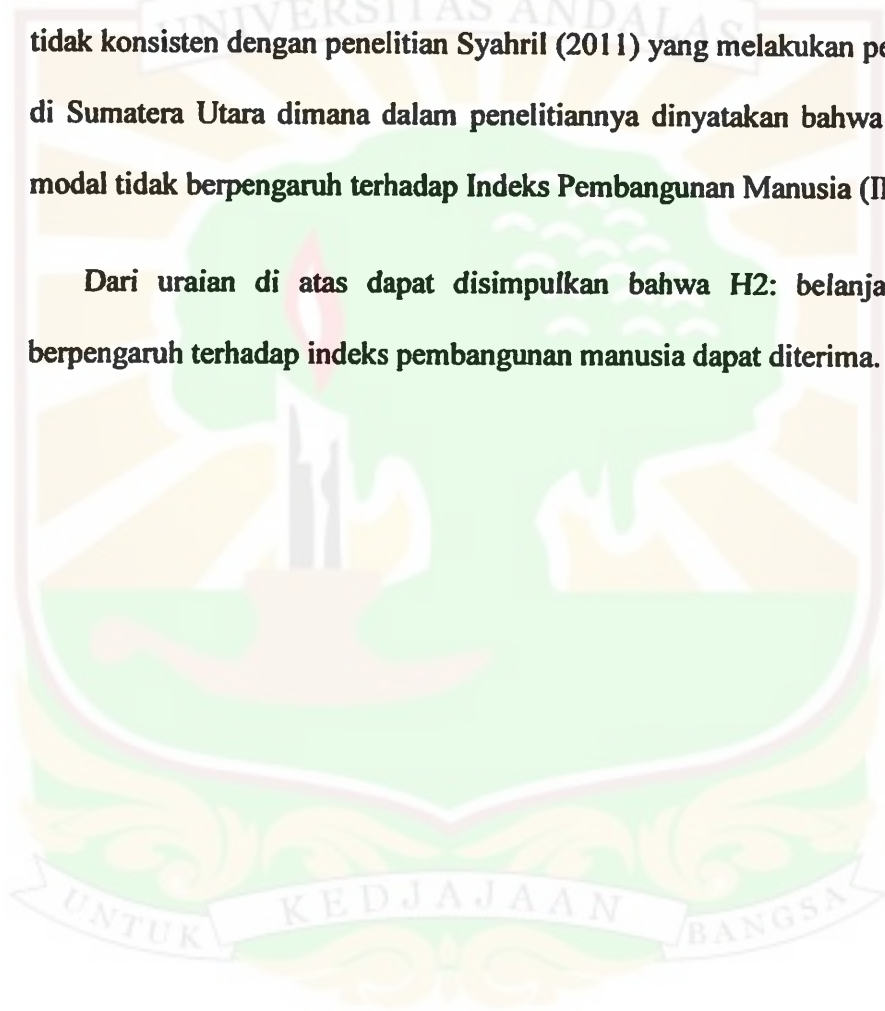 UNIVERSITAS ANDALAS
tidak konsisten dengan penelitian Syahril (2011) yang melakukan
di Sumatera Utara dimana dalam penelitiannya dinyatakan bahwa
modal tidak berpengaruh terhadap Indeks Pembangunan Manusia
Dari uraian di atas dapat disimpulkan bahwa H2: belanja
berpengaruh terhadap indeks pembangunan manusia dapat diterima.
UNTUK KEDJAJAAN BANGSA